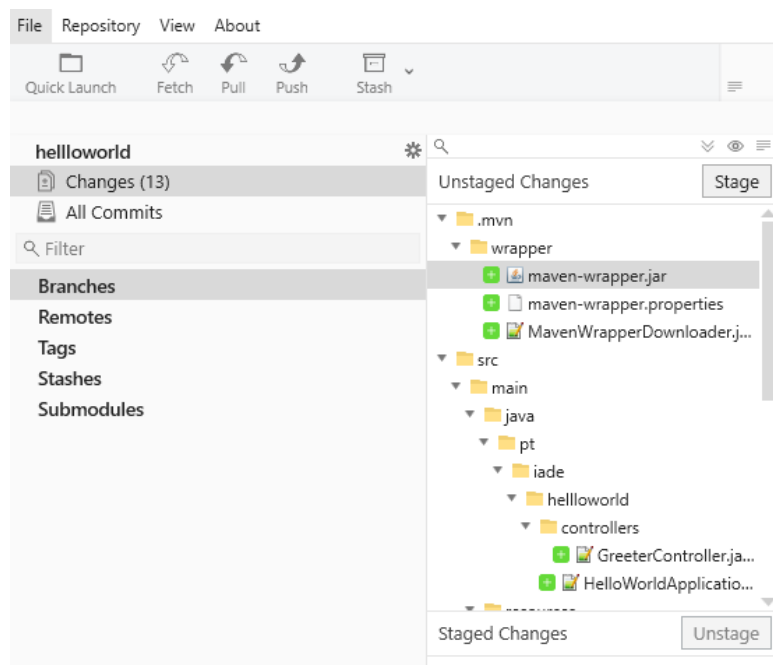 File Repository View About
Quick Launch Fetch Pull Push Stash
hellloworld
Changes (13)
All Commits
Filter
Branches
Remotes
Tags
Stashes
Submodules
Unstaged Changes Stage
.mvn
wrapper
maven-wrapper.jar
maven-wrapper.properties
MavenWrapperDownloader.j...
src
main
java
pt
iade
hellloworld
controllers
GreeterController.ja...
HelloWorldApplicatio...
Staged Changes Unstage